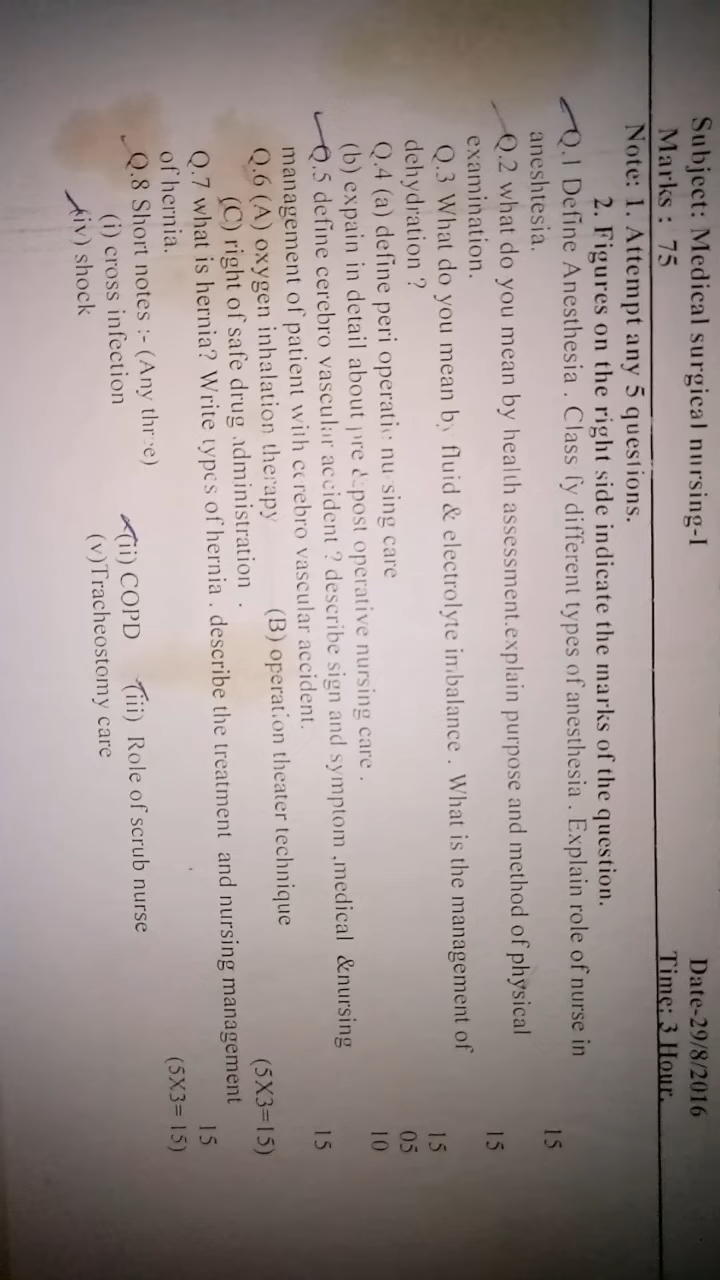 Subject: Medical surgical nursing-I Date-29/8/2016
Marks : 75 Time: 3 Hour.
Note: 1. Attempt any 5 questions.
2. Figures on the right side indicate the marks of the question.
Q.1 Define Anesthesia . Class fy different types of anesthesia . Explain role of nurse in
aneshtesia. 15
Q.2 what do you mean by health assessment.explain purpose and method of physical
examination. 15
Q.3 What do you mean by fluid & electrolyte imbalance . What is the management of
dehydration ? 15
Q.4 (a) define peri operatic nu sing care 05
(b) expain in detail about pre & post operative nursing care . 10
Q.5 define cerebro vascular accident ? describe sign and symptom ,medical &nursing
management of patient with cerebro vascular accident. 15
Q.6 (A) oxygen inhalation therapy (B) operation theater technique
(C) right of safe drug administration . (5X3=15)
Q.7 what is hernia? Write types of hernia . describe the treatment and nursing management
of hernia. 15
Q.8 Short notes :- (Any three) (5X3= 15)
(i) cross infection (ii) COPD (iii) Role of scrub nurse
(iv) shock (v)Tracheostomy care